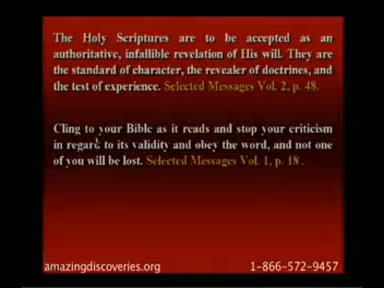 The Holy Scriptures are to be accepted as an
authoritative, infallible revelation of His will. They are
the standard of character, the revealer of doctrines, and
the test of experience. Selected Messages Vol. 2, p. 48.
Cling to your Bible as it reads and stop your criticism
in regard to its validity and obey the word, and not one
of you will be lost. Selected Messages Vol. 1, p. 18 .
amazingdiscoveries.org 1-866-572-9457